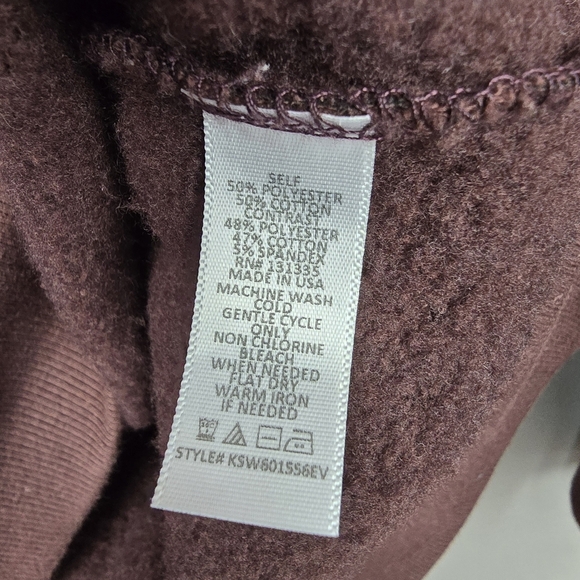 SELF
50% POLYESTER
50% COTTON
CONTRAST
48% POLYESTER
47% COTTON
5% SPANDEX
RN# 131335
MADE IN USA
MACHINE WASH
COLD
GENTLE CYCLE
ONLY
NON CHLORINE
BLEACH
WHEN NEEDED
FLAT DRY
WARM IRON
IF NEEDED
STYLE# KSW601556EV